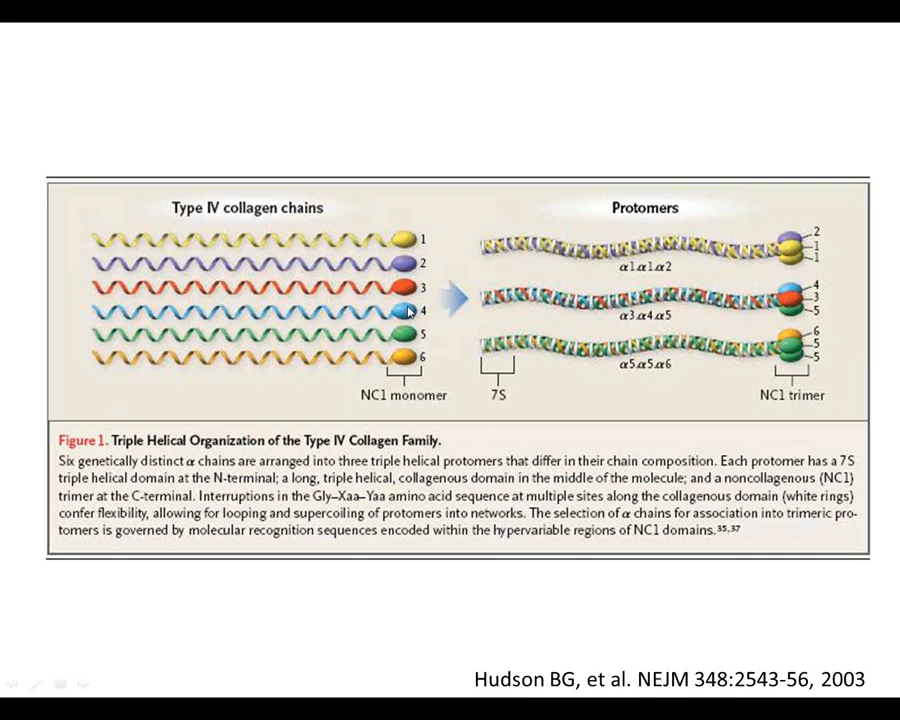 Type IV collagen chains
Protomers
1
2
3
4
5
6
NC1 monomer
2
1
1
α1.α1.α2
4
3
5
α3.α4.α5
6
5
5
α5.α5.α6
7S
NC1 trimer
Figure 1. Triple Helical Organization of the Type IV Collagen Family.
Six genetically distinct α chains are arranged into three triple helical protomers that differ in their chain composition. Each protomer has a 7S
triple helical domain at the N-terminal; a long, triple helical, collagenous domain in the middle of the molecule; and a noncollagenous (NC1)
trimer at the C-terminal. Interruptions in the Gly–Xaa–Yaa amino acid sequence at multiple sites along the collagenous domain (white rings)
confer flexibility, allowing for looping and supercoiling of protomers into networks. The selection of α chains for association into trimeric pro-
tomers is governed by molecular recognition sequences encoded within the hypervariable regions of NC1 domains.35,37
Hudson BG, et al. NEJM 348:2543-56, 2003